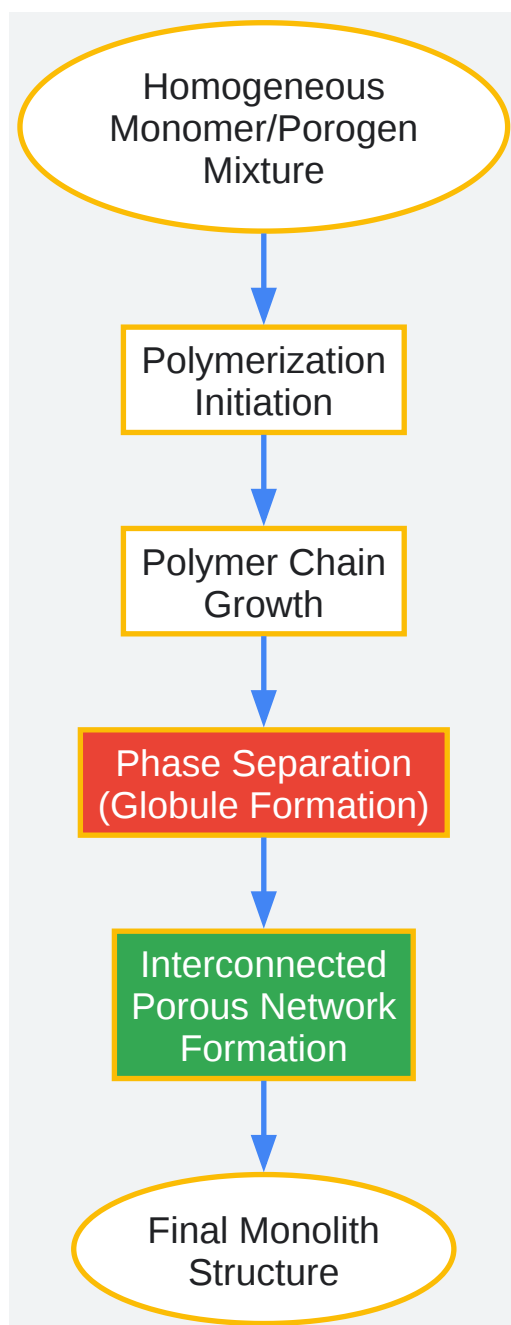 Homogeneous
Monomer/Porogen
Mixture
Polymerization
Initiation
Polymer Chain
Growth
Phase Separation
(Globule Formation)
Interconnected
Porous Network
Formation
Final Monolith
Structure